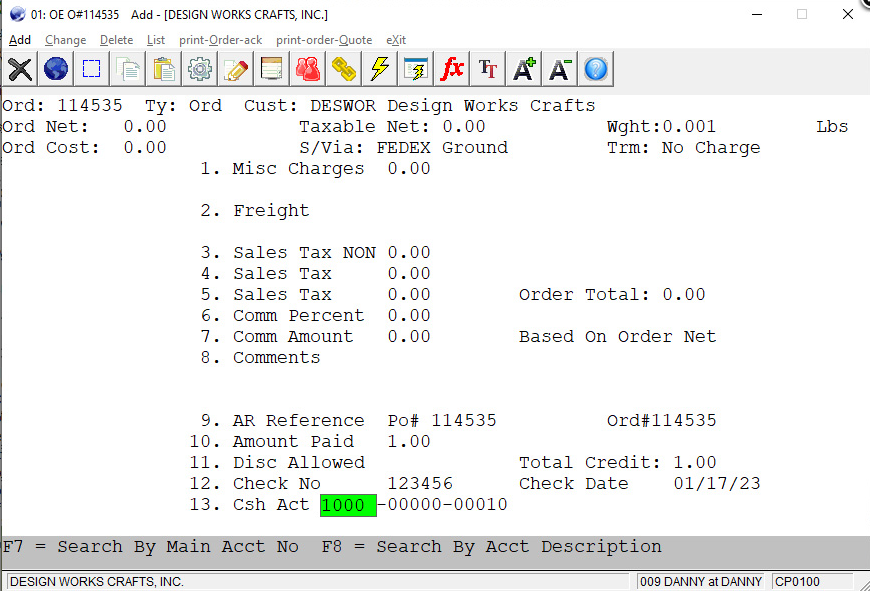 01: OE O#114535 Add - [DESIGN WORKS CRAFTS, INC.]
Add Change Delete List print-Order-ack print-order-Quote eXit
fx TT A+ A- ?
Ord: 114535 Ty: Ord Cust: DESWOR Design Works Crafts
Ord Net: 0.00 Taxable Net: 0.00 Wght:0.001 Lbs
Ord Cost: 0.00 S/Via: FEDEX Ground Trm: No Charge
1. Misc Charges 0.00
2. Freight
3. Sales Tax NON 0.00
4. Sales Tax 0.00
5. Sales Tax 0.00 Order Total: 0.00
6. Comm Percent 0.00
7. Comm Amount 0.00 Based On Order Net
8. Comments
9. AR Reference Po# 114535 Ord#114535
10. Amount Paid 1.00
11. Disc Allowed Total Credit: 1.00
12. Check No 123456 Check Date 01/17/23
13. Csh Act 1000 -00000-00010
F7 = Search By Main Acct No F8 = Search By Acct Description
DESIGN WORKS CRAFTS, INC. 009 DANNY at DANNY CP0100